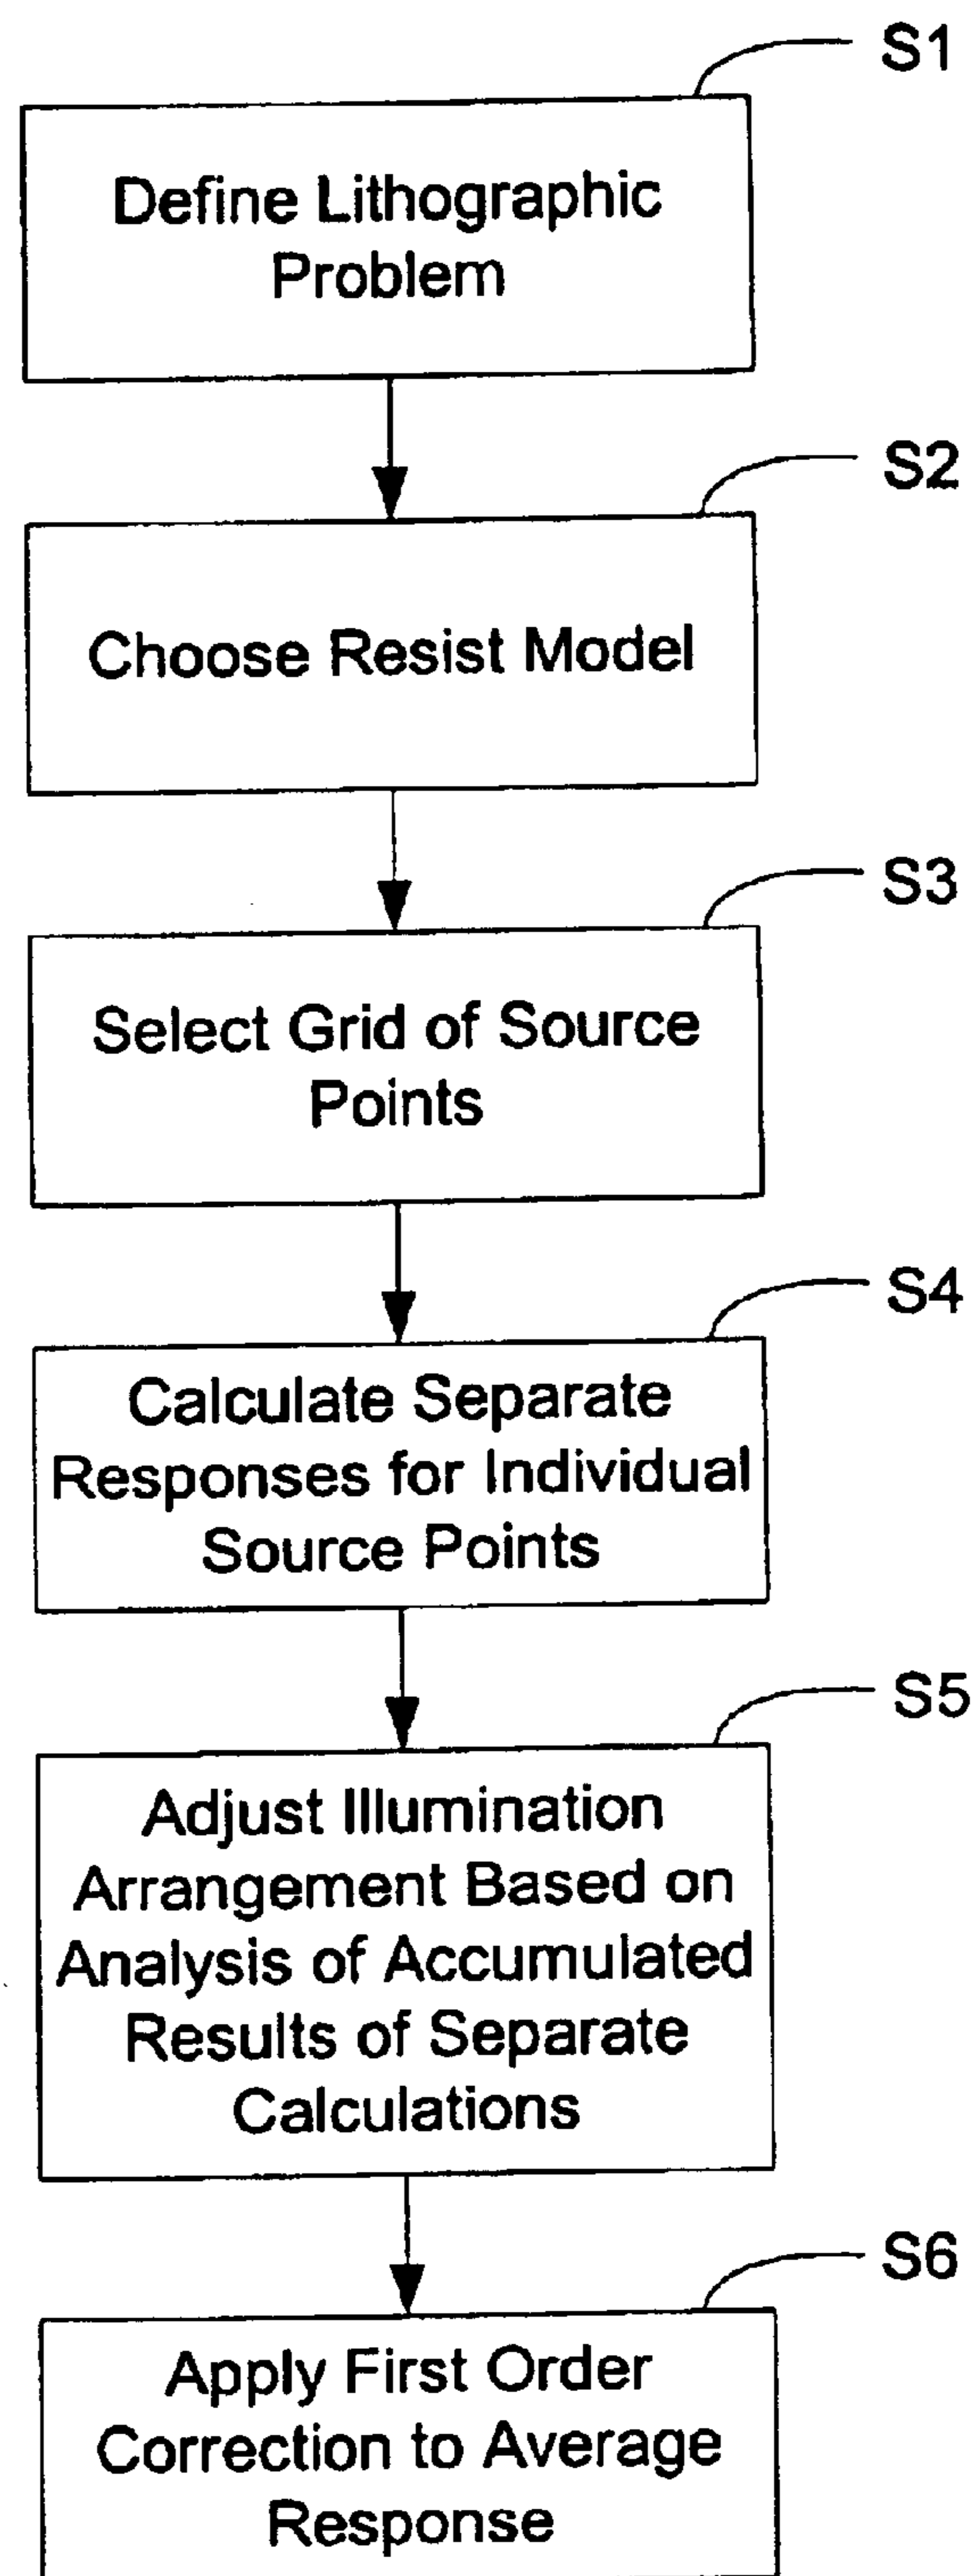 S1
Define Lithographic
Problem
S2
Choose Resist Model
S3
Select Grid of Source
Points
S4
Calculate Separate
Responses for Individual
Source Points
S5
Adjust Illumination
Arrangement Based on
Analysis of Accumulated
Results of Separate
Calculations
S6
Apply First Order
Correction to Average
Response